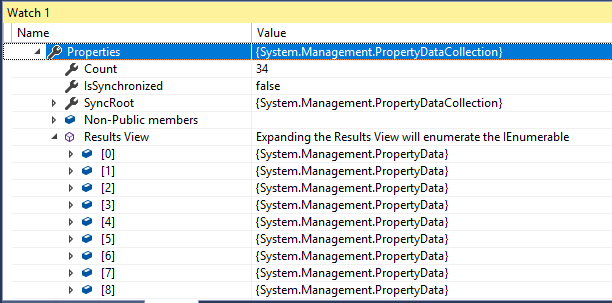 Watch 1
Name Value
Properties {System.Management.PropertyDataCollection}
Count 34
IsSynchronized false
SyncRoot {System.Management.PropertyDataCollection}
Non-Public members
Results View Expanding the Results View will enumerate the IEnumerable
[0] {System.Management.PropertyData}
[1] {System.Management.PropertyData}
[2] {System.Management.PropertyData}
[3] {System.Management.PropertyData}
[4] {System.Management.PropertyData}
[5] {System.Management.PropertyData}
[6] {System.Management.PropertyData}
[7] {System.Management.PropertyData}
[8] {System.Management.PropertyData}